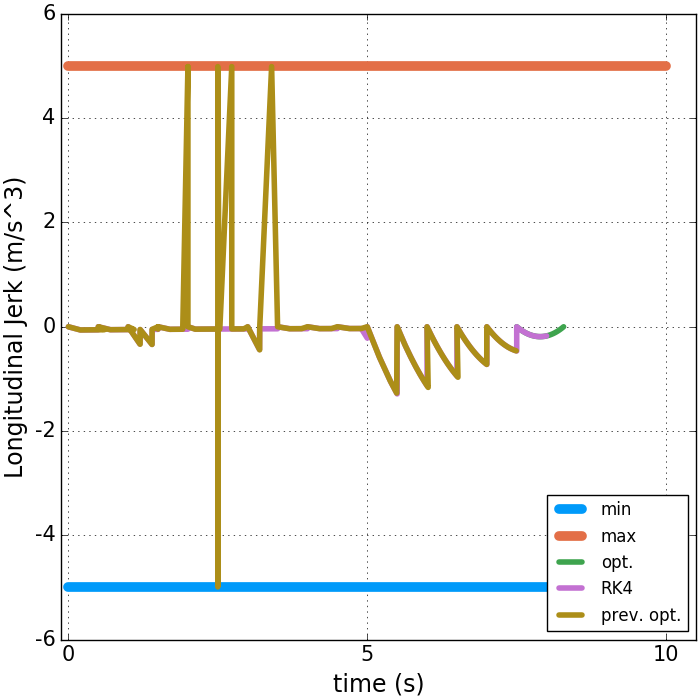 6
4
2
0
-2
-4
-6
Longitudinal Jerk (m/s^3)
0
5
10
time (s)
min
max
opt.
RK4
prev. opt.